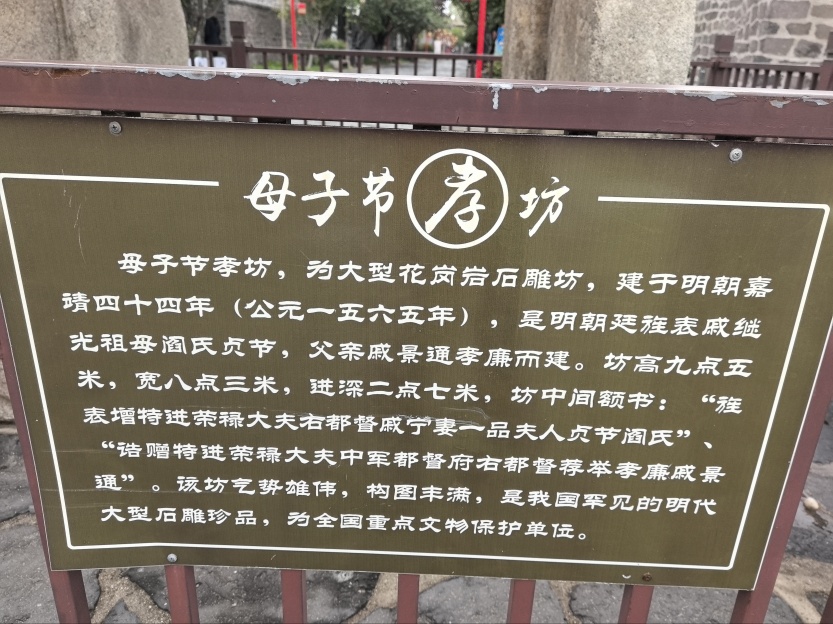 母子节孝坊
母子节孝坊，为大型花岗岩石雕坊，建于明朝嘉
靖四十四年（公元一五六五年），是明朝廷旌表戚继
光祖母阎氏贞节，父亲戚景通孝廉而建。坊高九点五
米，宽八点三米，进深二点七米，坊中间额书：“旌
表增特进荣禄大夫右都督戚宁妻一品夫人贞节阎氏”、
“诰赠特进荣禄大夫中军都督府右都督荐举孝廉戚景
通”。该坊气势雄伟，构图丰满，是我国罕见的明代
大型石雕珍品，为全国重点文物保护单位。